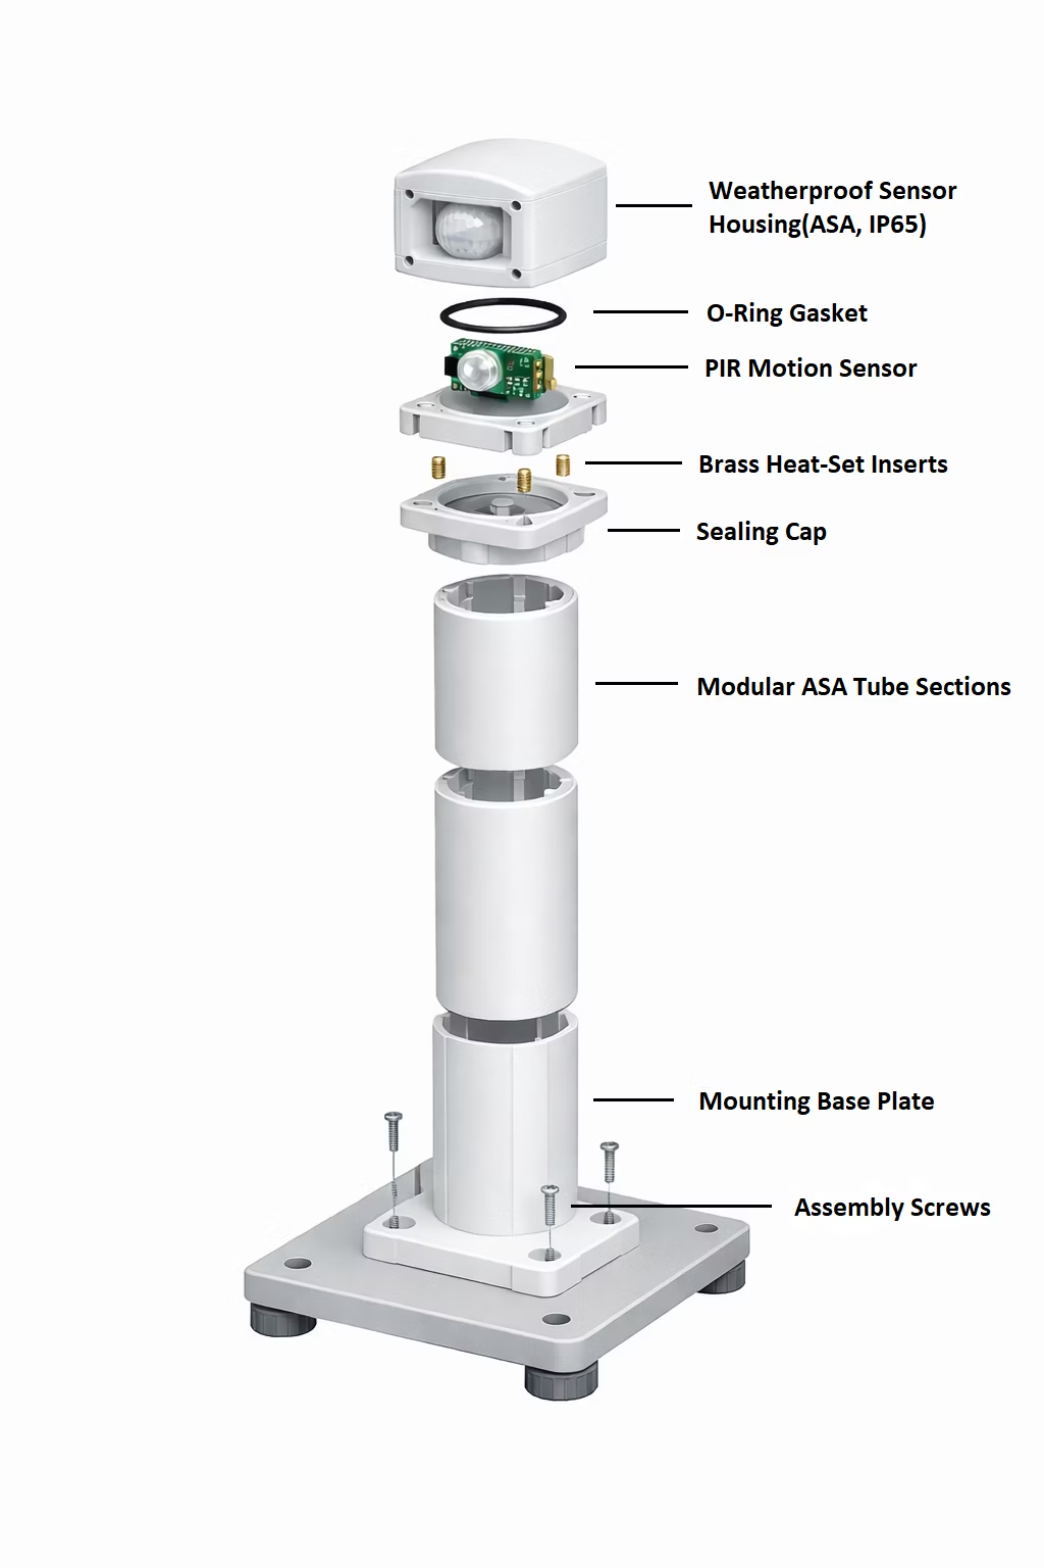 Weatherproof Sensor
Housing(ASA, IP65)
O-Ring Gasket
PIR Motion Sensor
Brass Heat-Set Inserts
Sealing Cap
Modular ASA Tube Sections
Mounting Base Plate
Assembly Screws